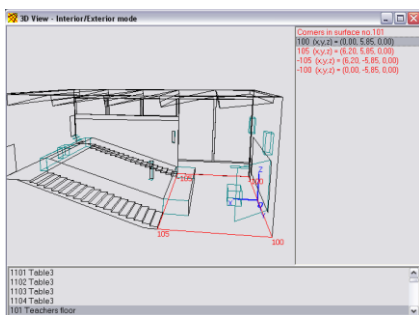 3D View - Interior/Exterior mode
Corners in surface no.101
100 (x,y,z) = (0,00, 5,85, 0,00)
105 (x,y,z) = (6,20, 5,85, 0,00)
-105 (x,y,z) = (6,20, -5,85, 0,00)
-100 (x,y,z) = (0,00, -5,85, 0,00)
-105
X
105
100
1101 Table3
1102 Table3
1103 Table3
1104 Table3
101 Teachers floor